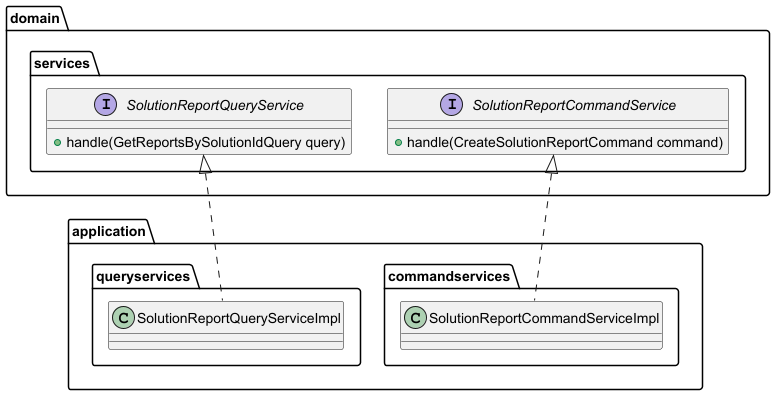 domain
services
I SolutionReportQueryService
I SolutionReportCommandService
handle(GetReportsBySolutionIdQuery query)
handle(CreateSolutionReportCommand command)
application
queryservices
commandservices
C SolutionReportQueryServiceImpl
C SolutionReportCommandServiceImpl